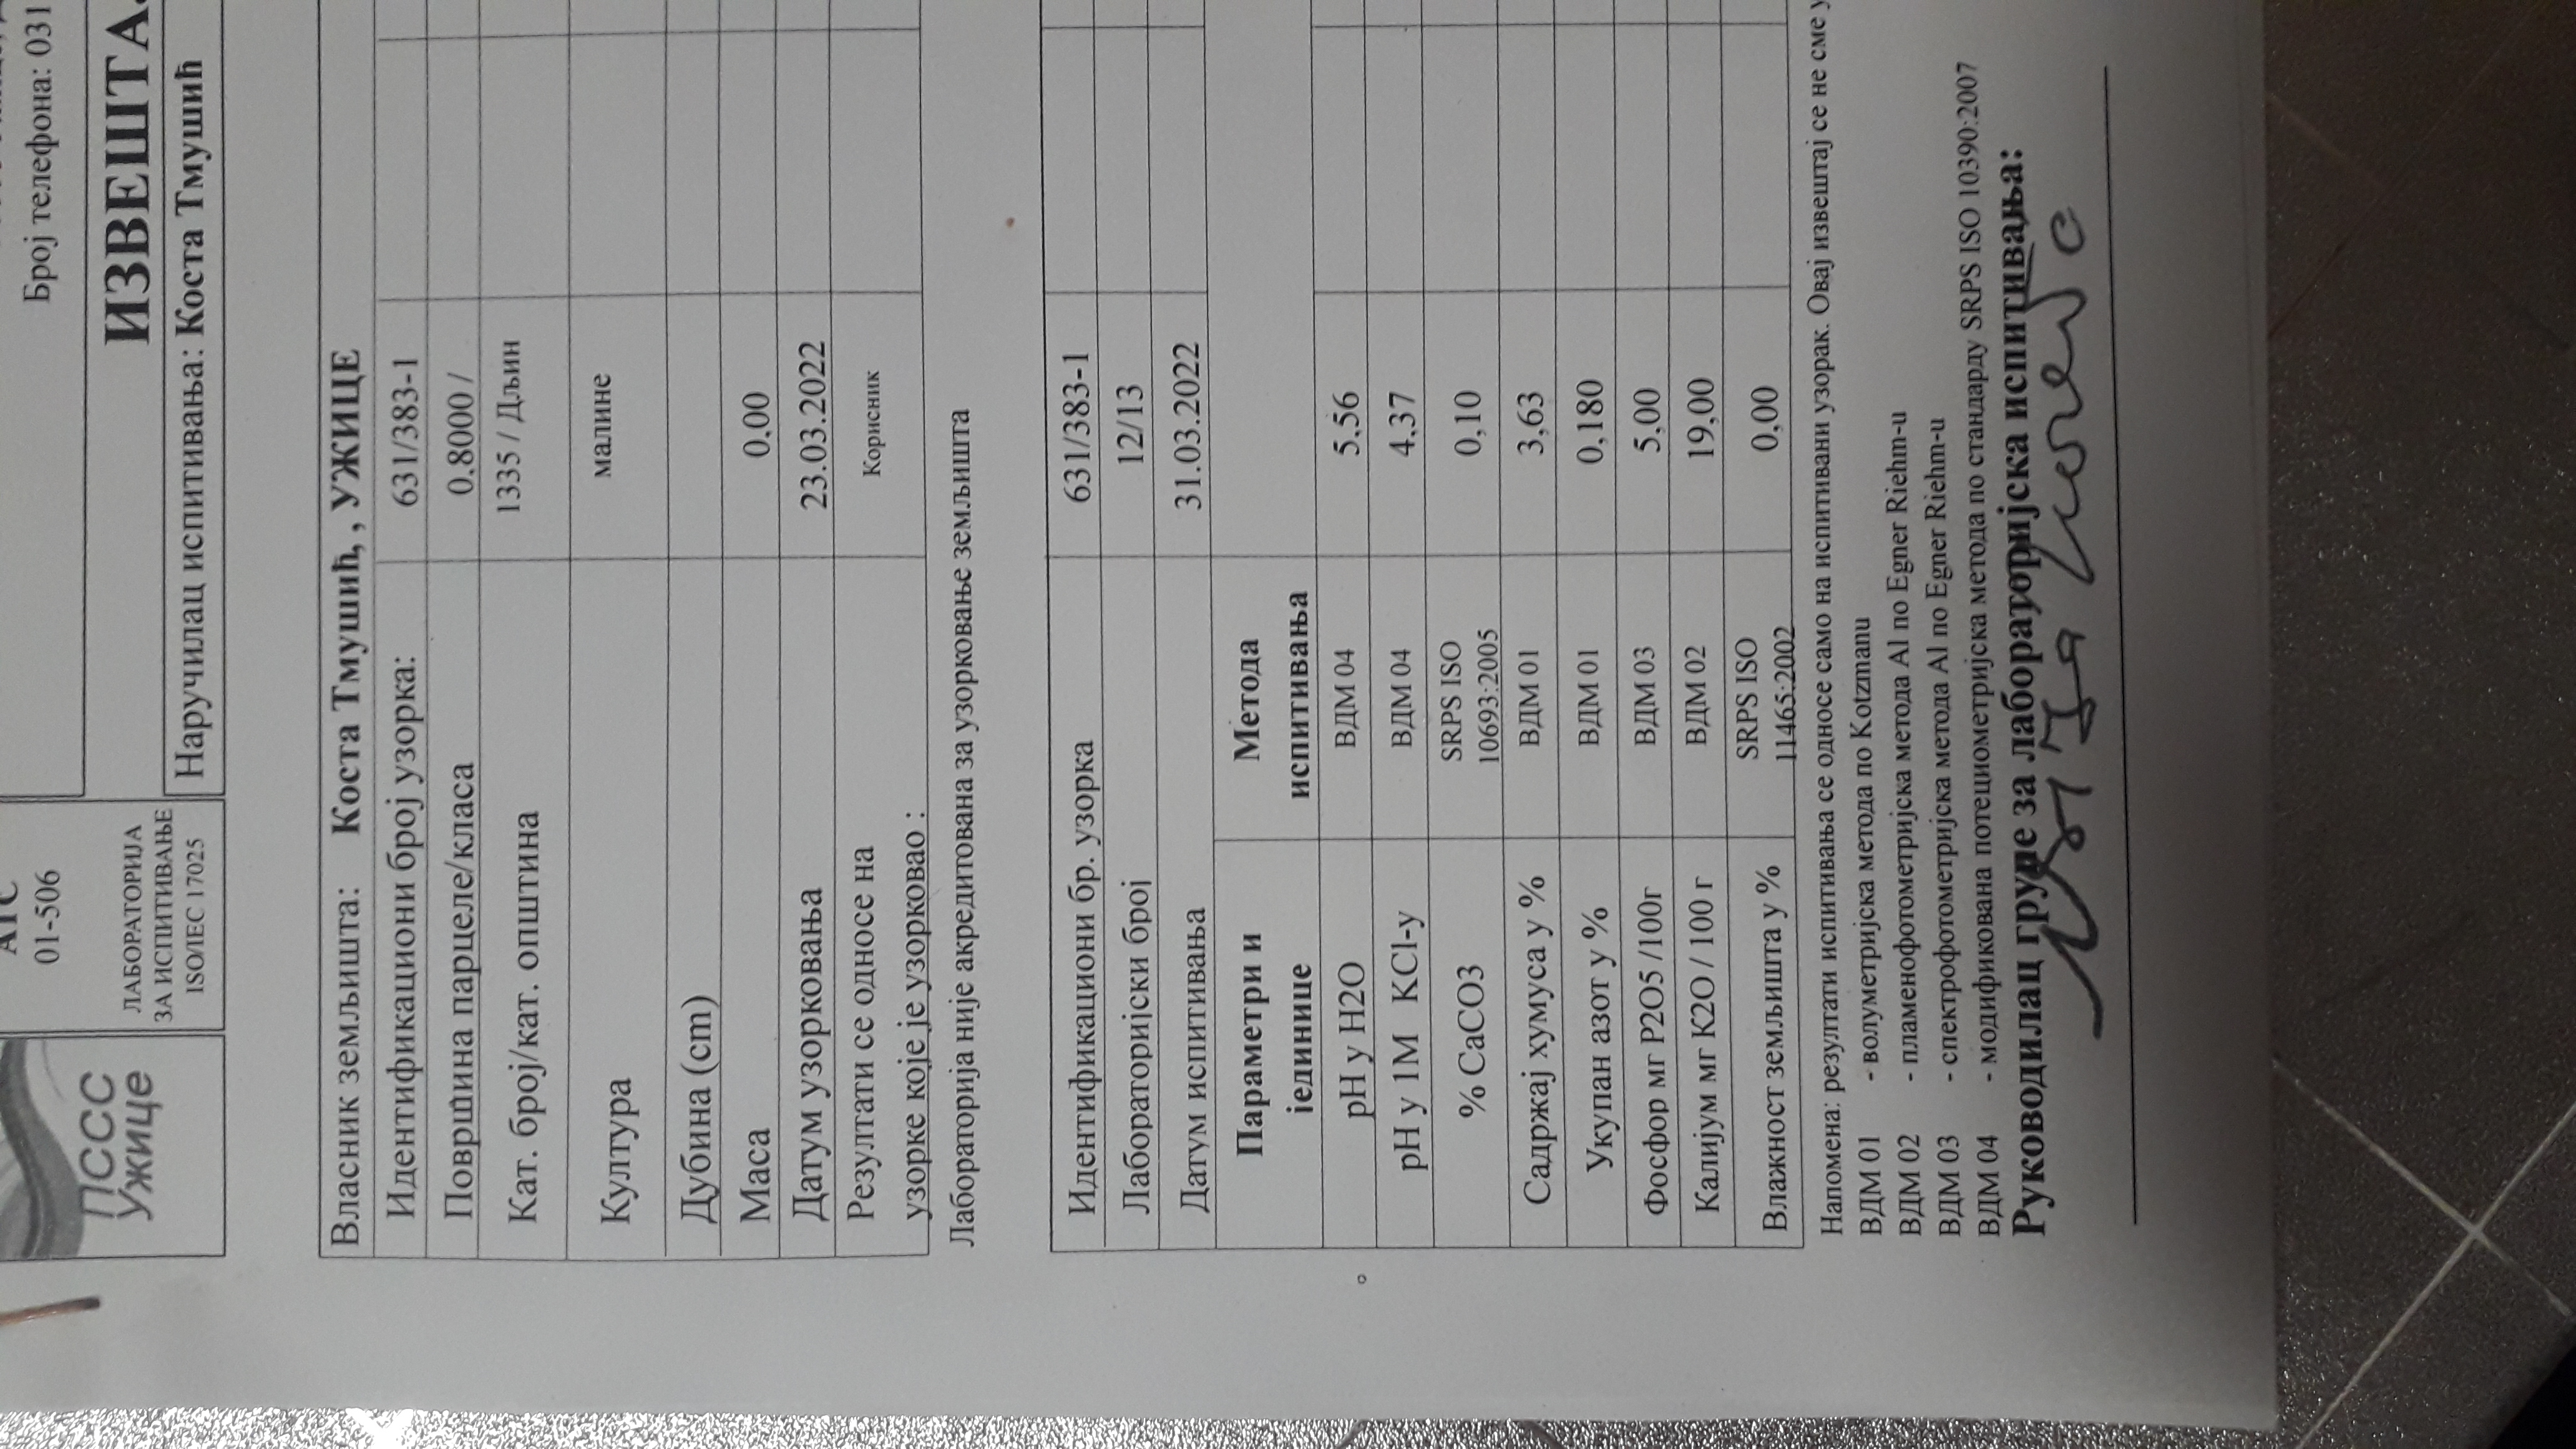 АТС
01-506
ПССС
Ужице
ЛАБОРАТОРИЈА
ЗА ИСПИТИВАЊЕ
ISO/IEC 17025
Број телефона: 031
ИЗВЕШТАЈ
Наручилац испитивања: Коста Тмушић
Власник земљишта: Коста Тмушић, , УЖИЦЕ
Идентификациони број узорка: 631/383-1
Површина парцеле/класа 0.8000 /
Кат. број/кат. општина 1335 / Дљин
Култура малине
Дубина (cm)
Маса 0.00
Датум узорковања 23.03.2022
Резултати се односе на
узорке које је узорковао : Корисник
Лабораторија није акредитована за узорковање земљишта
Идентификациони бр. узорка 631/383-1
Лабораторијски број 12/13
Датум испитивања 31.03.2022
Параметри и јединице Метода испитивања
pH у H2O ВДМ 04 5,56
pH у 1M KCl-у ВДМ 04 4,37
% CaCO3 SRPS ISO 10693:2005 0,10
Садржај хумуса у % ВДМ 01 3,63
Укупан азот у % ВДМ 01 0,180
Фосфор мг P2O5 /100г ВДМ 03 5,00
Калијум мг K2O / 100 г ВДМ 02 19,00
Влажност земљишта у % SRPS ISO 11465:2002 0,00
Напомена: резултати испитивања се односе само на испитивани узорак. Овај извештај се не сме у
ВДМ 01 - волуметријска метода по Kotzmanu
ВДМ 02 - пламенофотометријска метода Al по Egner Riehm-u
ВДМ 03 - спектрофотометријска метода Al по Egner Riehm-u
ВДМ 04 - модификована потециометријска метода по стандарду SRPS ISO 10390:2007
Руководилац групе за лабораторијска испитивања: